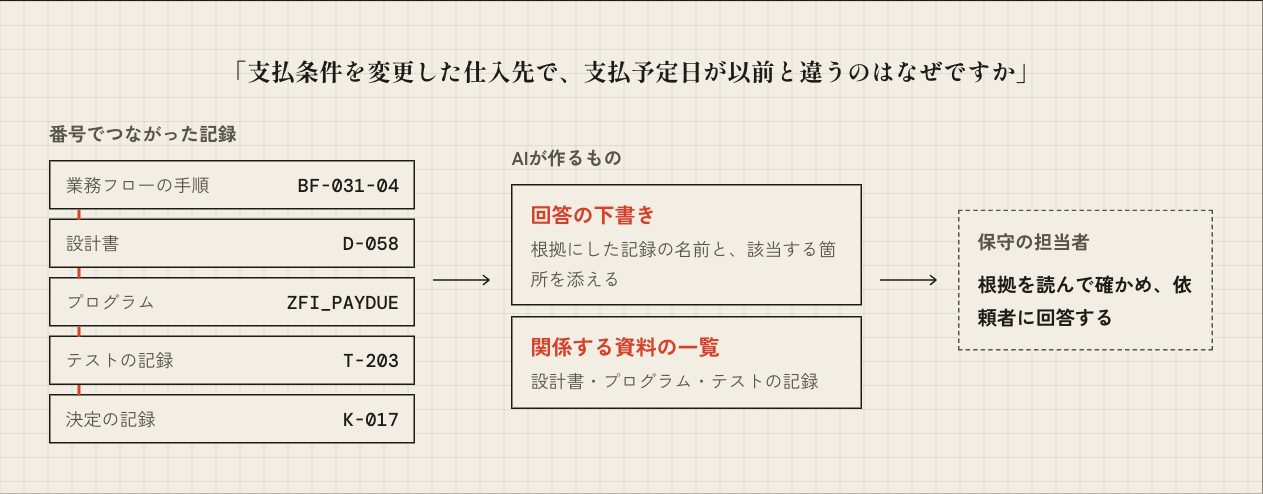 「支払条件を変更した仕入先で、支払予定日が以前と違うのはなぜですか」
番号でつながった記録
業務フローの手順 BF-031-04
設計書 D-058
プログラム ZFI_PAYDUE
テストの記録 T-203
決定の記録 K-017
AIが作るもの
回答の下書き
根拠にした記録の名前と、該当する箇
所を添える
関係する資料の一覧
設計書・プログラム・テストの記録
保守の担当者
根拠を読んで確かめ、依
頼者に回答する